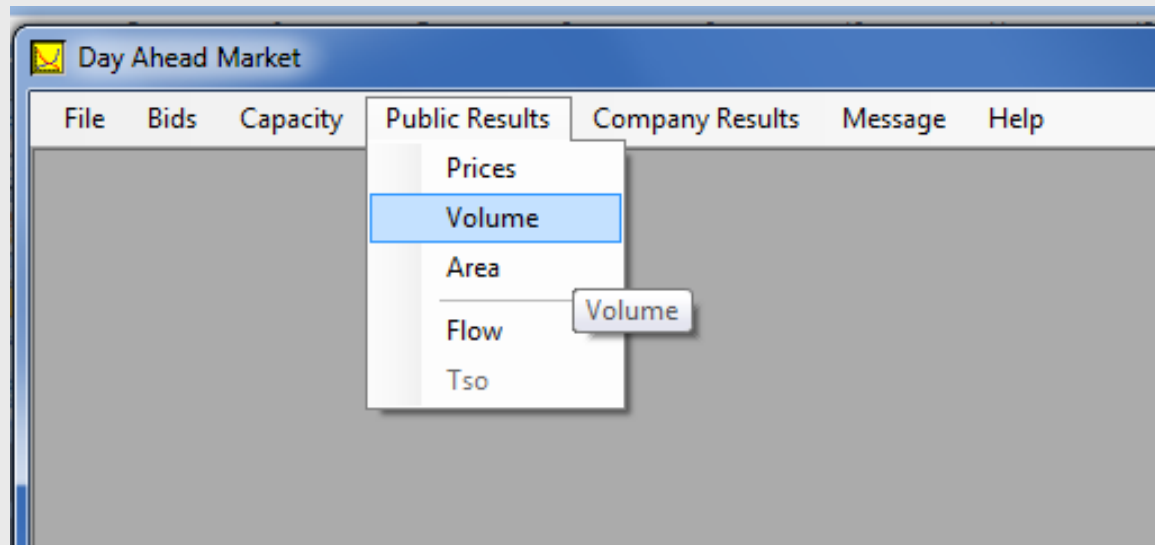 Day Ahead Market
File Bids Capacity Public Results Company Results Message Help
Prices
Volume
Area
Volume
Flow
Tso